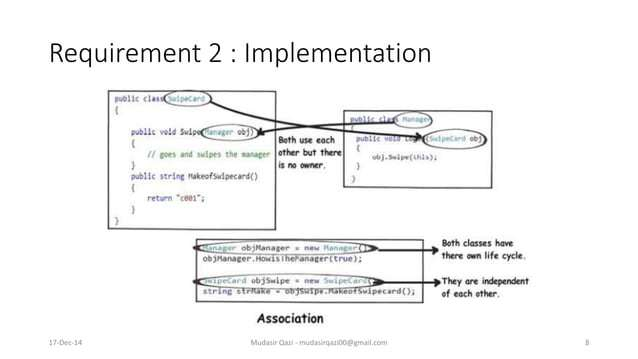 Requirement 2 : Implementation
public class SwipeCard
{
public void Swipe(Manager obj)
{
// goes and swipes the manager
}
public string MakeofSwipecard()
{
return "c001";
}
}
Both use each
other but there
is no owner.
public class Manager
{
public void (SwipeCard obj)
{
obj.Swipe(this);
}
}
Manager objManager = new Manager();
objManager.HowisTheManager(true);
SwipeCard objSwipe = new SwipeCard();
string strMake = objSwipe.MakeofSwipecard();
Both classes have
there own life cycle.
They are independent
of each other.
Association
17-Dec-14
Mudasir Qazi - mudasirqazi00@gmail.com
8